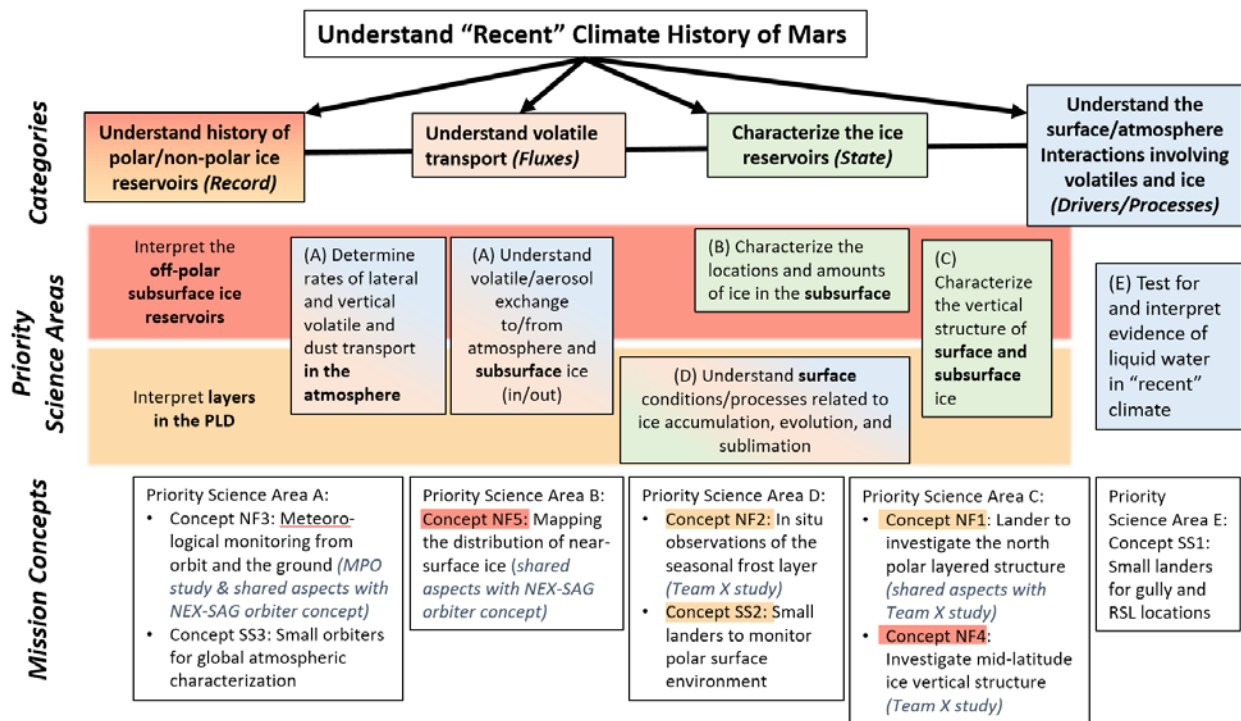 Understand “Recent” Climate History of Mars
Categories
Understand history of
polar/non-polar ice
reservoirs (Record)
Understand volatile
transport (Fluxes)
Characterize the ice
reservoirs (State)
Understand the
surface/atmosphere
Interactions involving
volatiles and ice
(Drivers/Processes)
Priority
Science Areas
Interpret the
off-polar
subsurface ice
reservoirs
Interpret layers
in the PLD
(A) Determine
rates of lateral
and vertical
volatile and
dust transport
in the
atmosphere
(A) Understand
volatile/aerosol
exchange
to/from
atmosphere and
subsurface ice
(in/out)
(B) Characterize the
locations and amounts
of ice in the subsurface
(C)
Characterize
the vertical
structure of
surface and
subsurface
ice
(D) Understand surface
conditions/processes related to
ice accumulation, evolution, and
sublimation
(E) Test for
and interpret
evidence of
liquid water
in “recent”
climate
Mission Concepts
Priority Science Area A:
• Concept NF3: Meteoro-
logical monitoring from
orbit and the ground (MPO
study & shared aspects with
NEX-SAG orbiter concept)
• Concept SS3: Small orbiters
for global atmospheric
characterization
Priority Science Area B:
Concept NF5: Mapping
the distribution of near-
surface ice (shared
aspects with NEX-SAG
orbiter concept)
Priority Science Area D:
• Concept NF2: In situ
observations of the
seasonal frost layer
(Team X study)
• Concept SS2: Small
landers to monitor
polar surface
environment
Priority Science Area C:
• Concept NF1: Lander to
investigate the north
polar layered structure
(shared aspects with
Team X study)
• Concept NF4:
Investigate mid-latitude
ice vertical structure
(Team X study)
Priority
Science Area E:
Concept SS1:
Small landers
for gully and
RSL locations